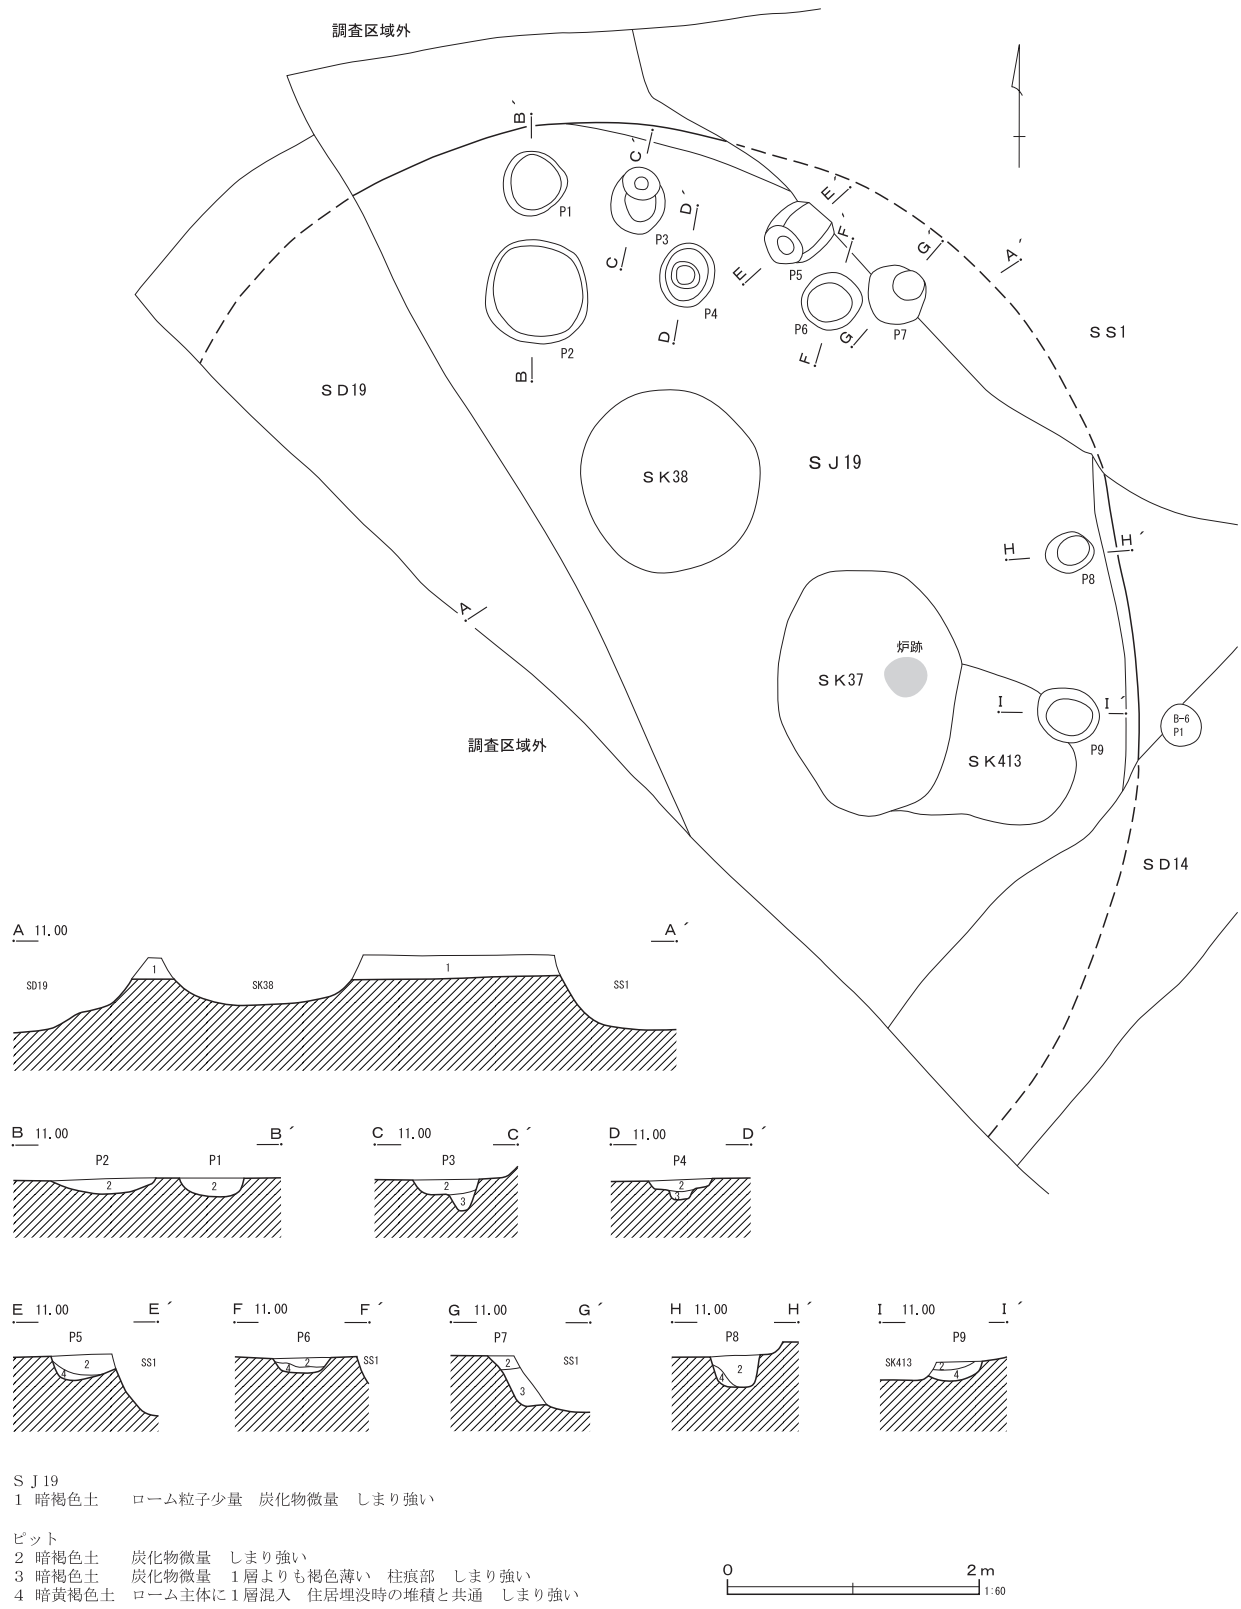 調査区域外
B´
C´
D´
E´
F´
G´
A´
P1
P3
C
E
P5
P4
P6
G
P7
SS1
D
P2
F
B
SD19
SK38
SJ19
H
H´
P8
A
炉跡
SK37
I
I´
B-6
P1
P9
SK413
調査区域外
SD14
A 11.00 A´
1
1
SD19 SK38 SS1
B 11.00 B´
P2 P1
2 2
C 11.00 C´
P3
2
3
D 11.00 D´
P4
2
3
E 11.00 E´
P5
2 SS1
4
F 11.00 F´
P6
2 SS1
4
G 11.00 G´
P7
2 SS1
3
H 11.00 H´
P8
2
4
I 11.00 I´
P9
SK413 2
4
SJ19
1 暗褐色土 ローム粒子少量 炭化物微量 しまり強い
ピット
2 暗褐色土 炭化物微量 しまり強い
3 暗褐色土 炭化物微量 1層よりも褐色薄い 柱痕部 しまり強い
4 暗黄褐色土 ローム主体に1層混入 住居埋没時の堆積と共通 しまり強い
0 2m
1:60